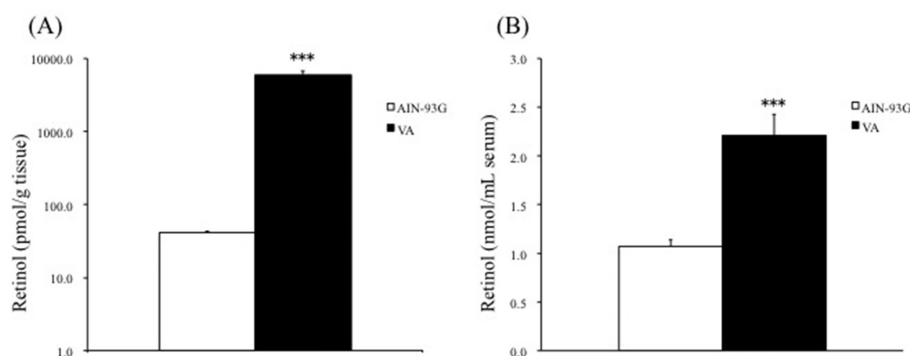 (A)
Retinol (pmol/g tissue)
10000.0
1000.0
100.0
10.0
1.0
***
AIN-93G
VA
(B)
Retinol (nmol/mL serum)
3.0
2.5
2.0
1.5
1.0
0.5
0.0
***
AIN-93G
VA